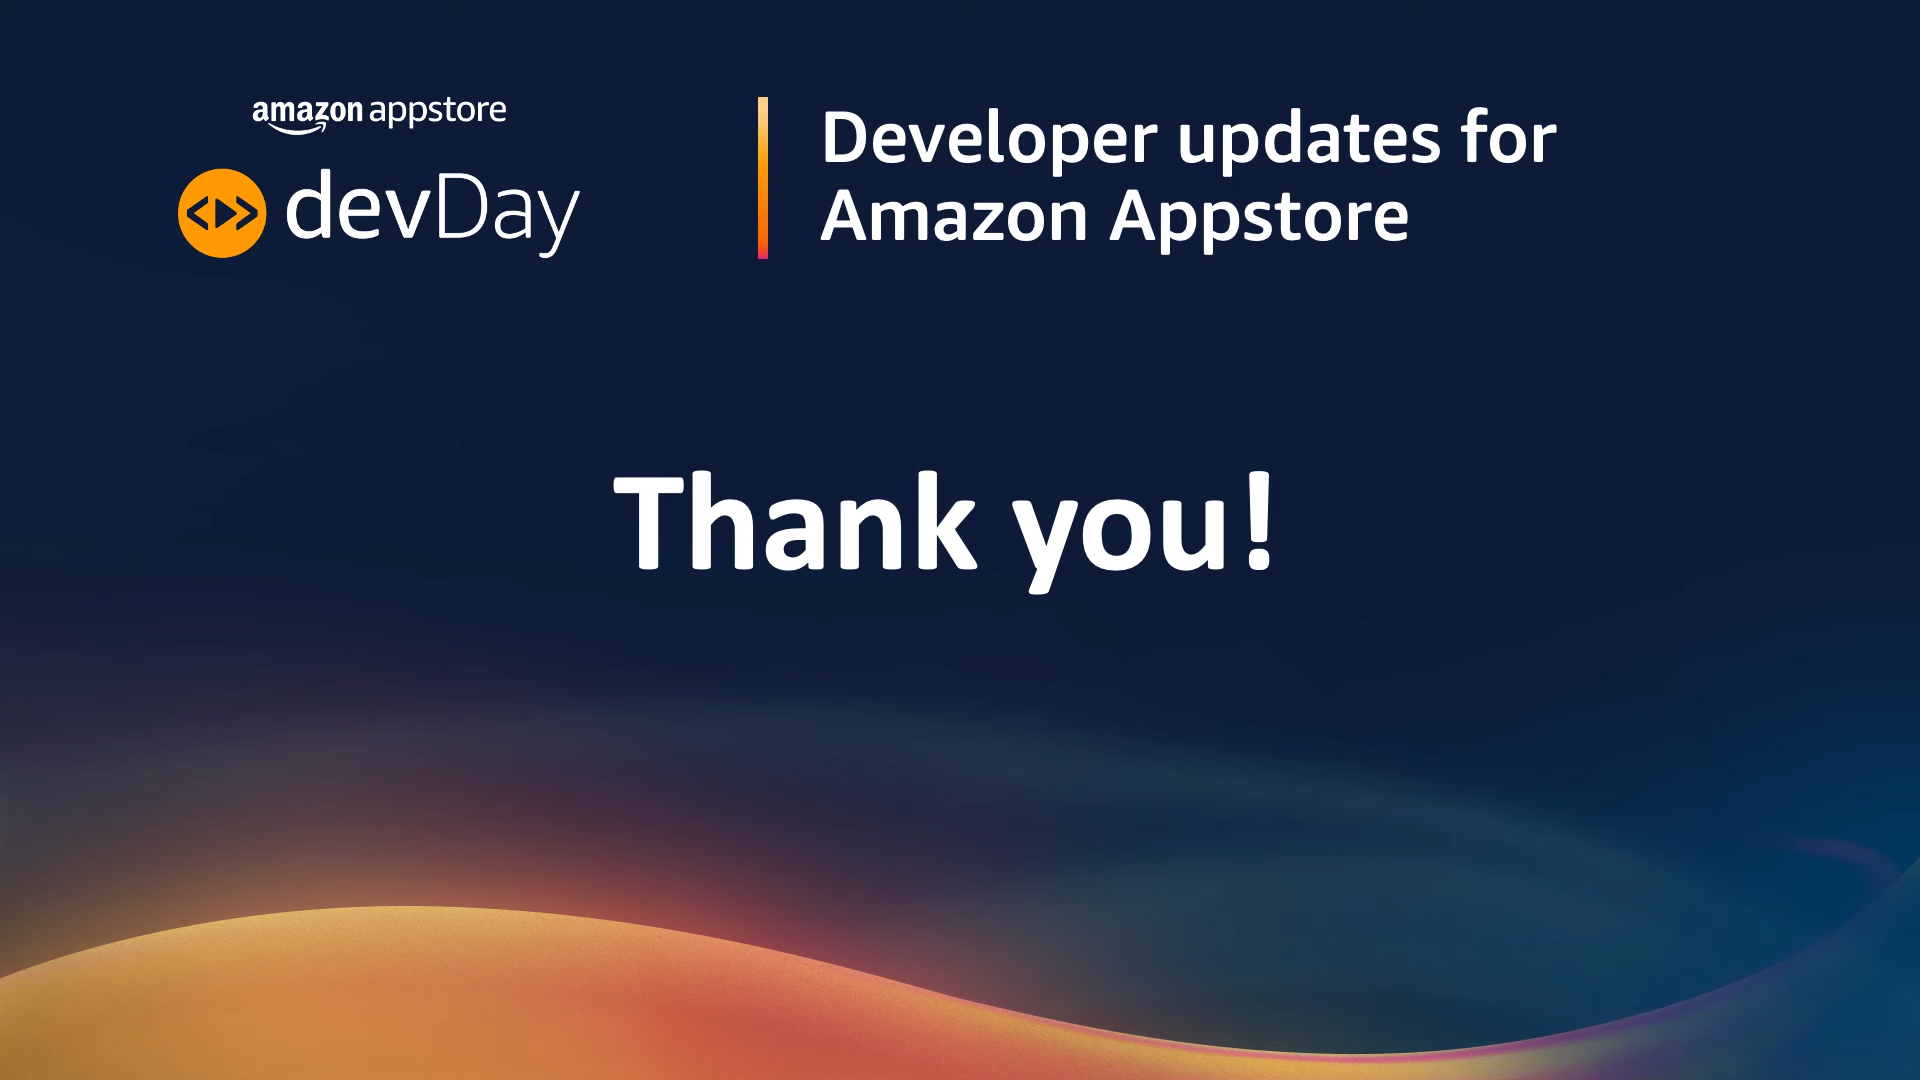 amazon appstore
devDay
Developer updates for
Amazon Appstore
Thank you!